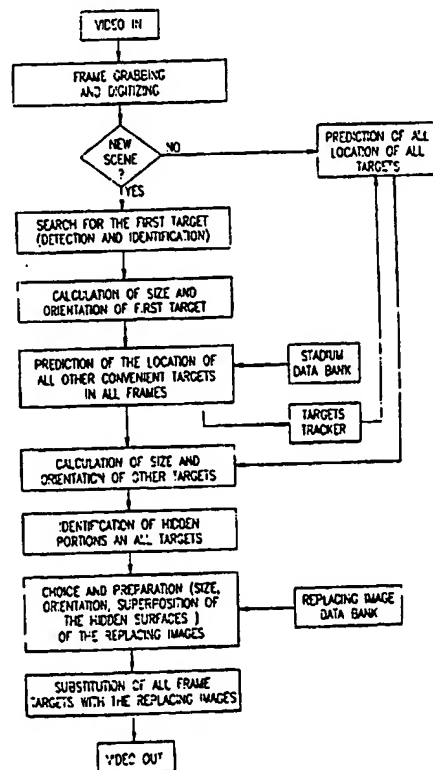 VIDEO IN
FRAME GRABBING
AND DIGITIZING
NEW
SCENE
?
NO
YES
PREDICTION OF ALL
LOCATION OF ALL
TARGETS
SEARCH FOR THE FIRST TARGET
(DETECTION AND IDENTIFICATION)
CALCULATION OF SIZE AND
ORIENTATION OF FIRST TARGET
PREDICTION OF THE LOCATION OF
ALL OTHER CONVENIENT TARGETS
IN ALL FRAMES
STADIUM
DATA BANK
TARGETS
TRACKER
CALCULATION OF SIZE AND
ORIENTATION OF OTHER TARGETS
IDENTIFICATION OF HIDDEN
PORTIONS AN ALL TARGETS
CHOICE AND PREPARATION (SIZE,
ORIENTATION, SUPERPOSITION OF
THE HIDDEN SURFACES )
OF THE REPLACING IMAGES
REPLACING IMAGE
DATA BANK
SUBSTITUTION OF ALL FRAME
TARGETS WITH THE REPLACING IMAGES
VIDEO OUT